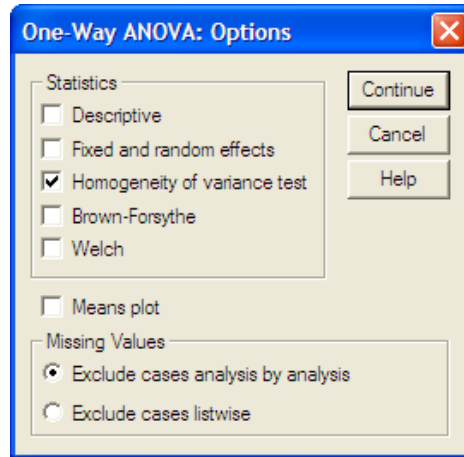 One-Way ANOVA: Options
Statistics
Descriptive
Fixed and random effects
Homogeneity of variance test
Brown-Forsythe
Welch
Continue
Cancel
Help
Means plot
Missing Values
Exclude cases analysis by analysis
Exclude cases listwise